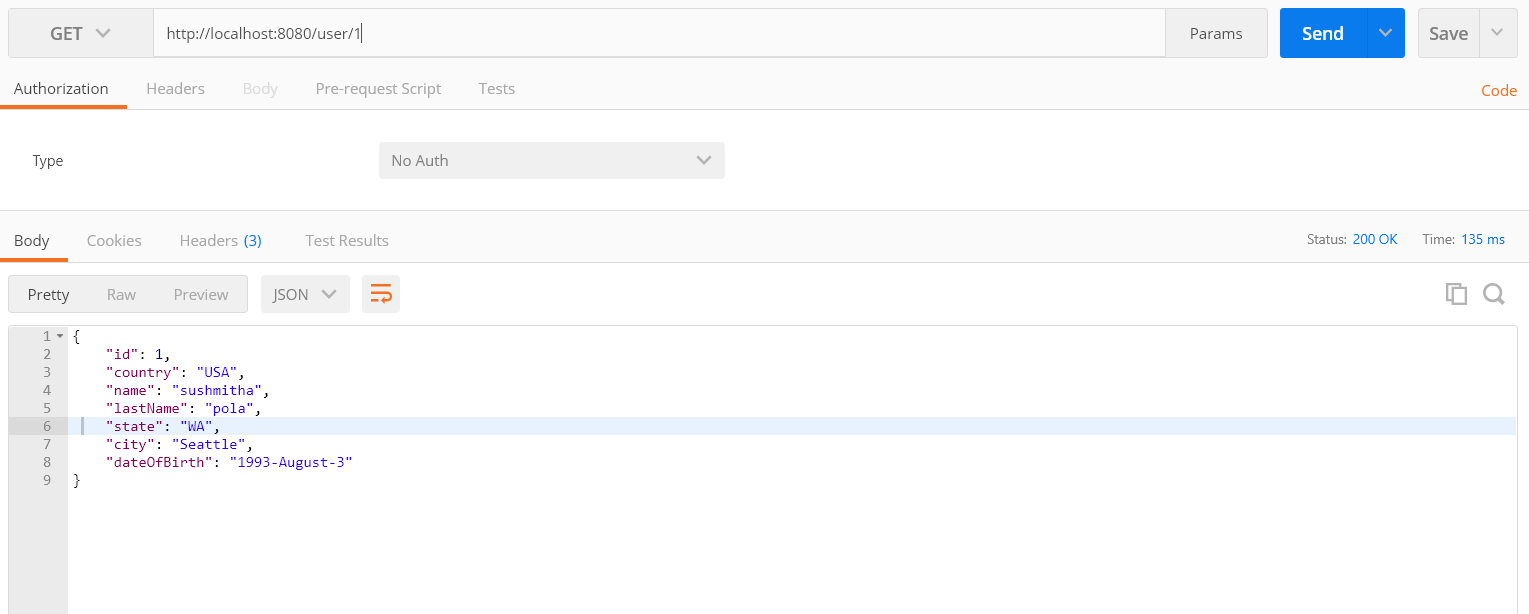 GET http://localhost:8080/user/1 Params Send Save
Authorization Headers Body Pre-request Script Tests Code
Type No Auth
Body Cookies Headers (3) Test Results Status: 200 OK Time: 135 ms
Pretty Raw Preview JSON
1 {
2 "id": 1,
3 "country": "USA",
4 "name": "sushmitha",
5 "lastName": "pola",
6 "state": "WA",
7 "city": "Seattle",
8 "dateOfBirth": "1993-August-3"
9 }